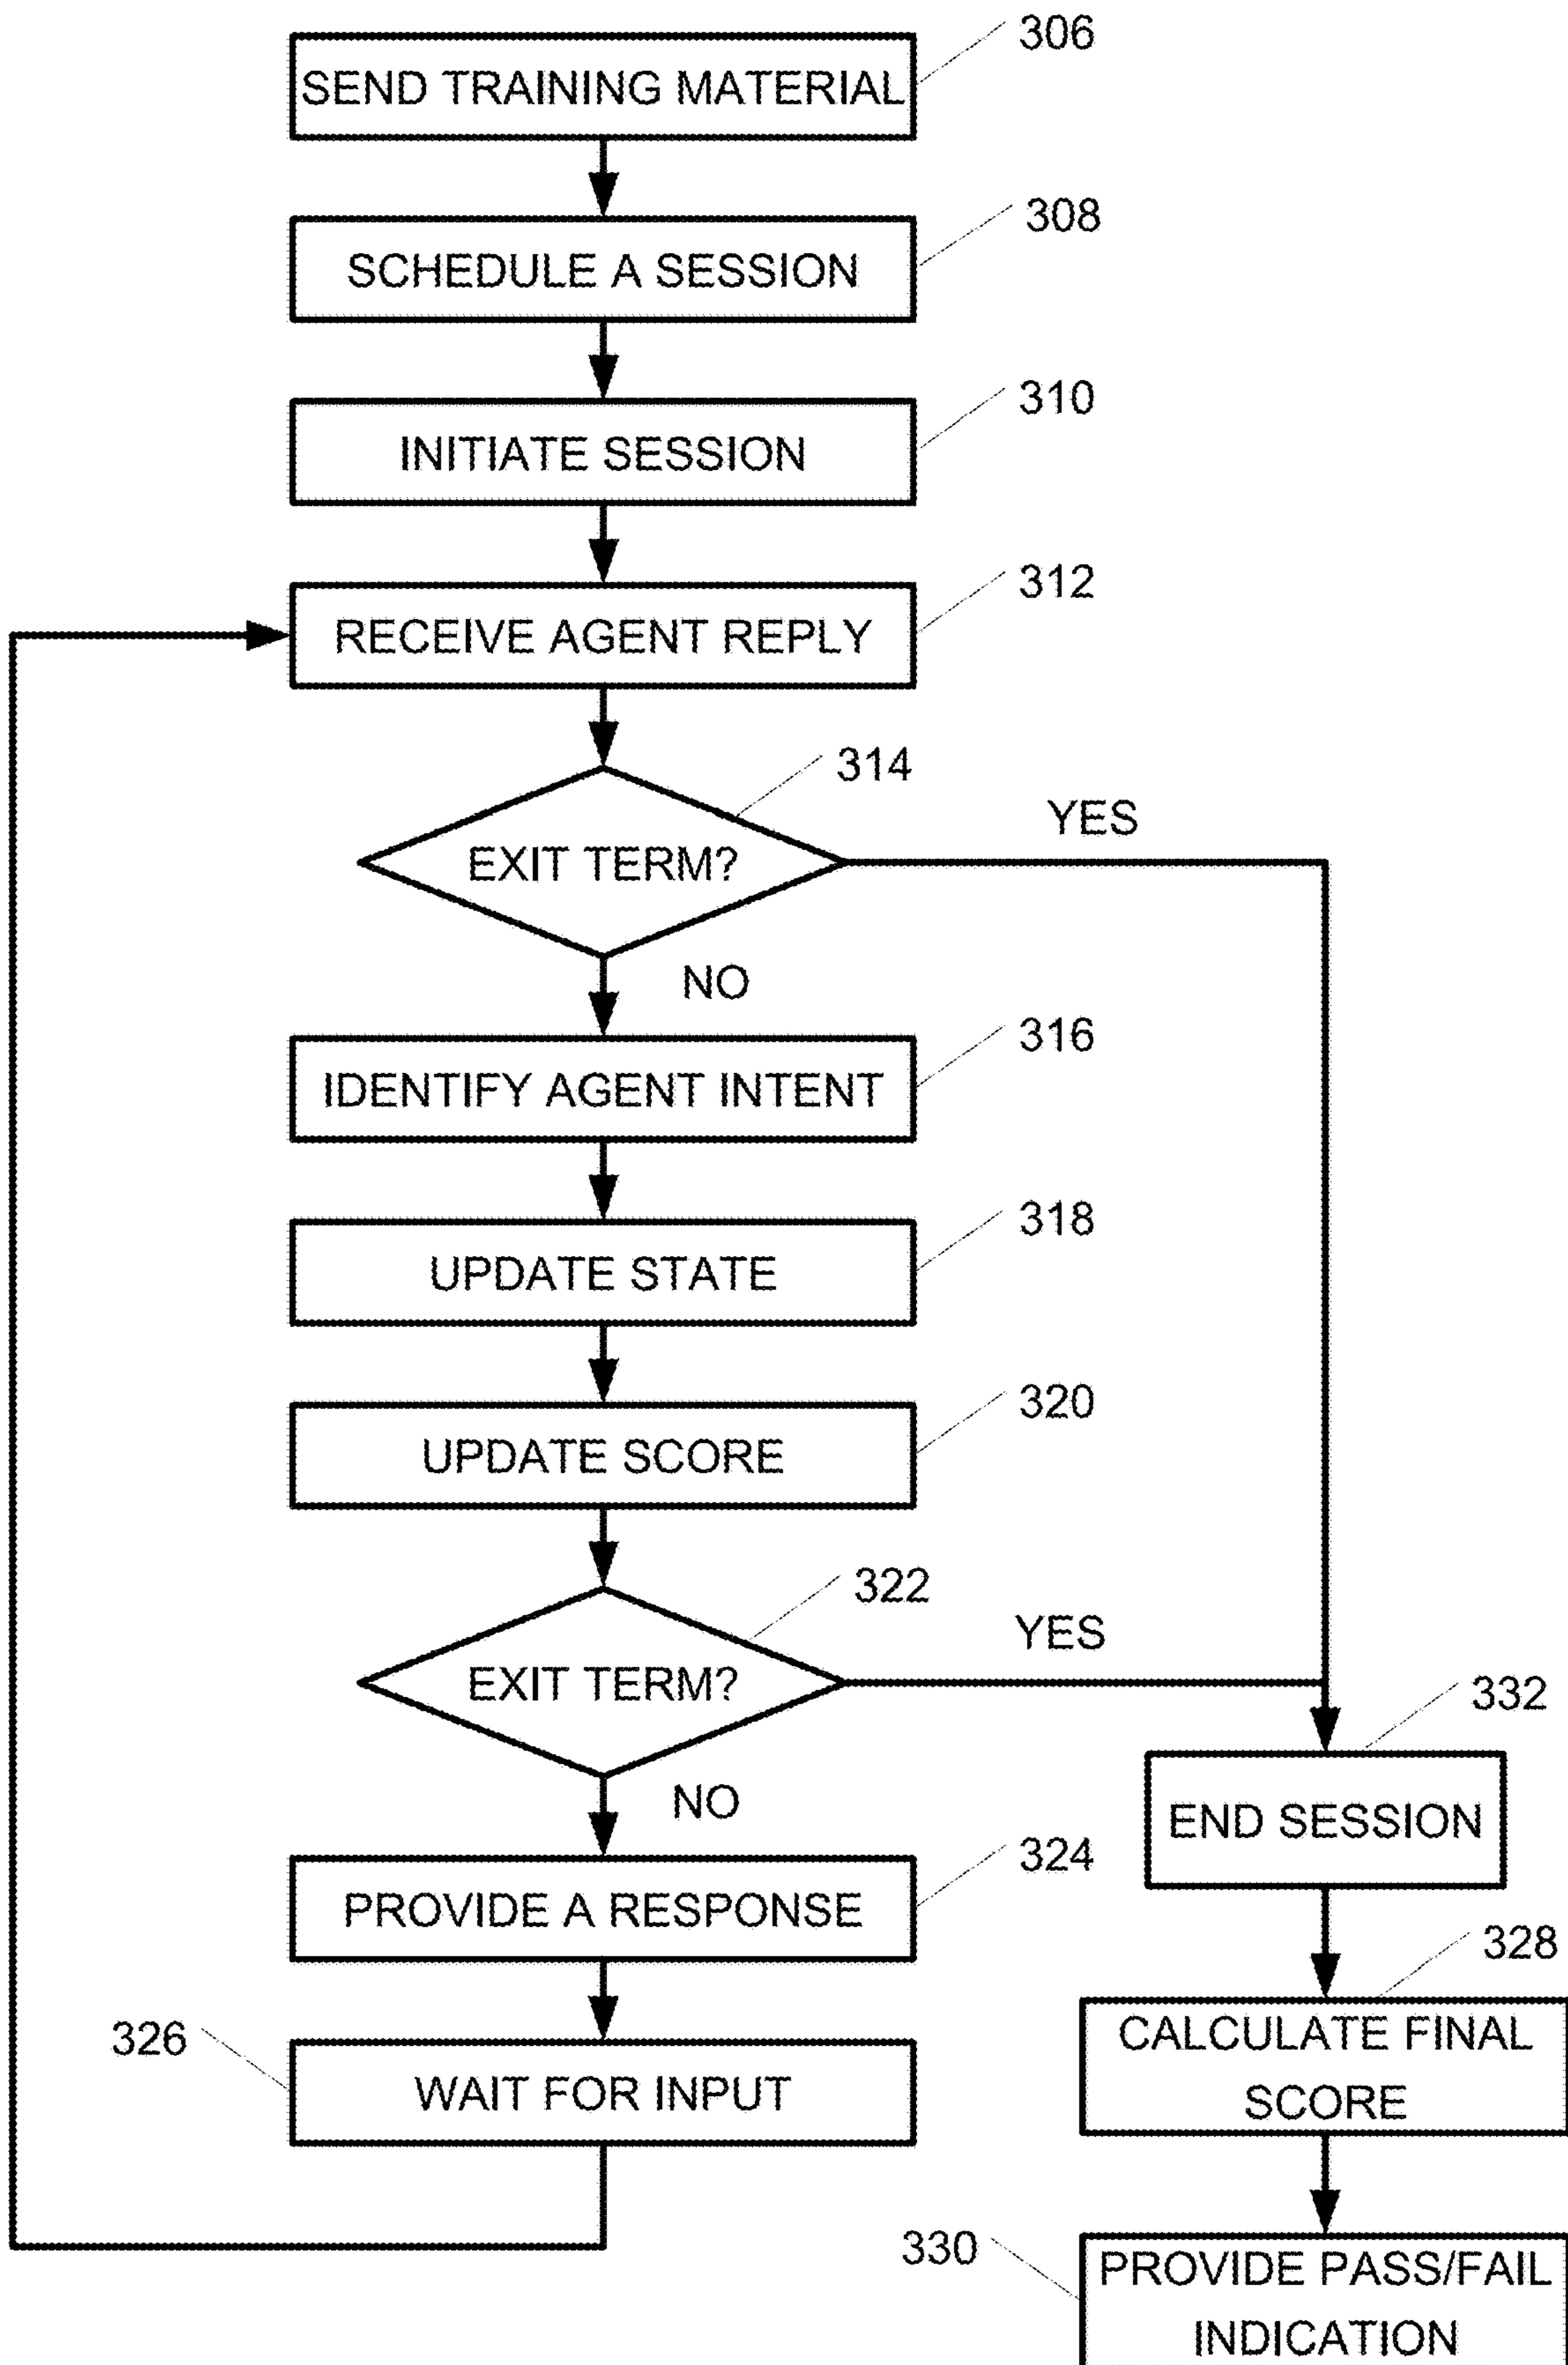 306
SEND TRAINING MATERIAL
308
SCHEDULE A SESSION
310
INITIATE SESSION
312
RECEIVE AGENT REPLY
314
EXIT TERM?
YES
NO
316
IDENTIFY AGENT INTENT
318
UPDATE STATE
320
UPDATE SCORE
322
EXIT TERM?
YES
NO
324
PROVIDE A RESPONSE
326
WAIT FOR INPUT
332
END SESSION
328
CALCULATE FINAL
SCORE
330
PROVIDE PASS/FAIL
INDICATION